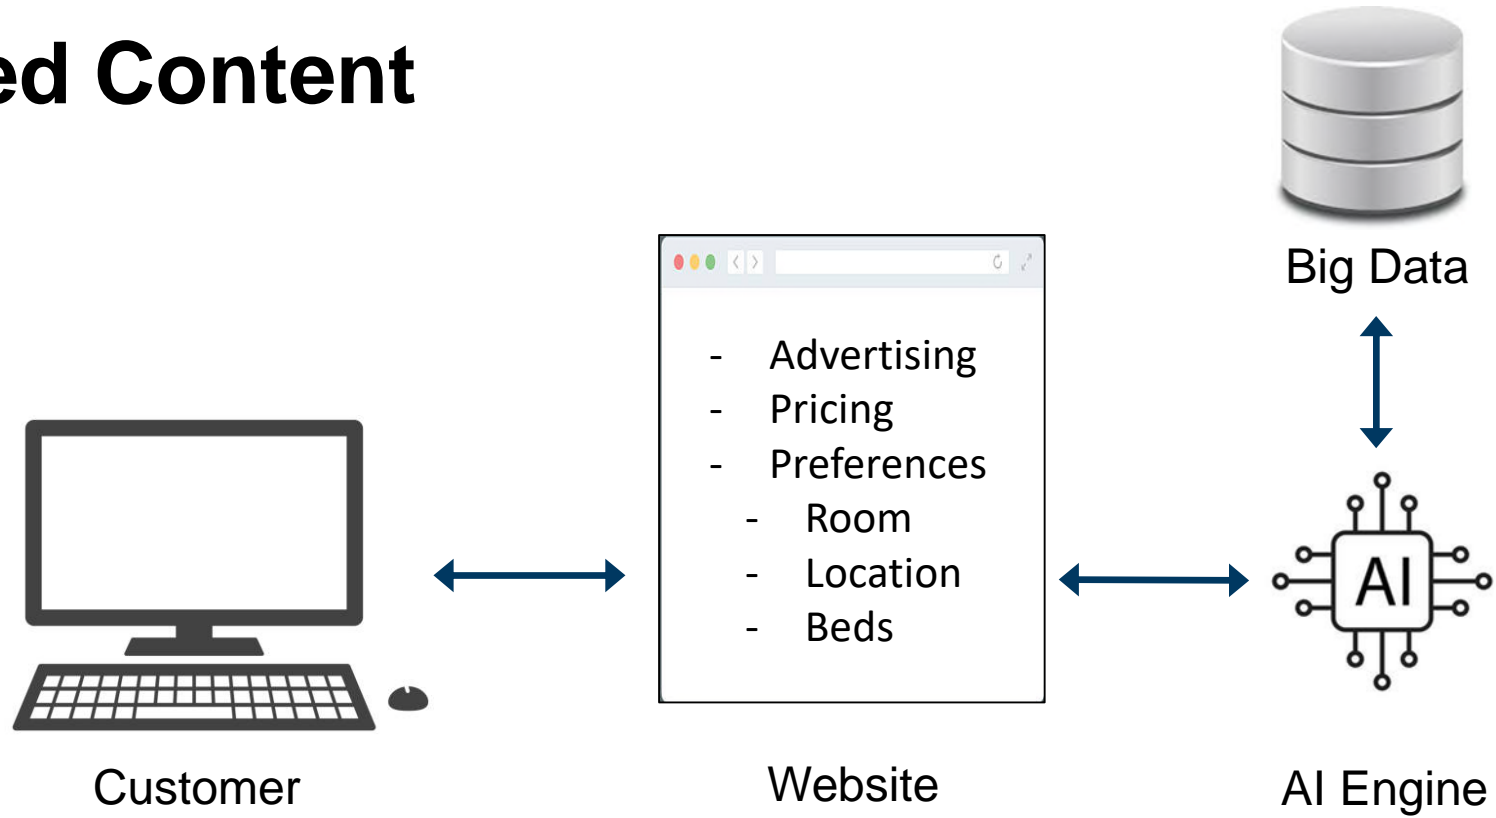 ed Content
Big Data
- Advertising
- Pricing
- Preferences
- Room
- Location
- Beds
AI
Customer
Website
AI Engine